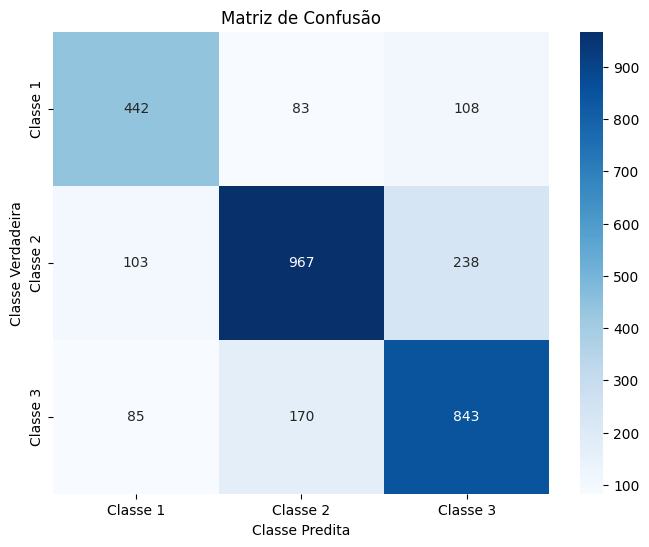 Matriz de Confusão
Classe Verdadeira
Classe 1
442 83 108
Classe 2
103 967 238
Classe 3
85 170 843
Classe 1 Classe 2 Classe 3
Classe Predita
900
800
700
600
500
400
300
200
100